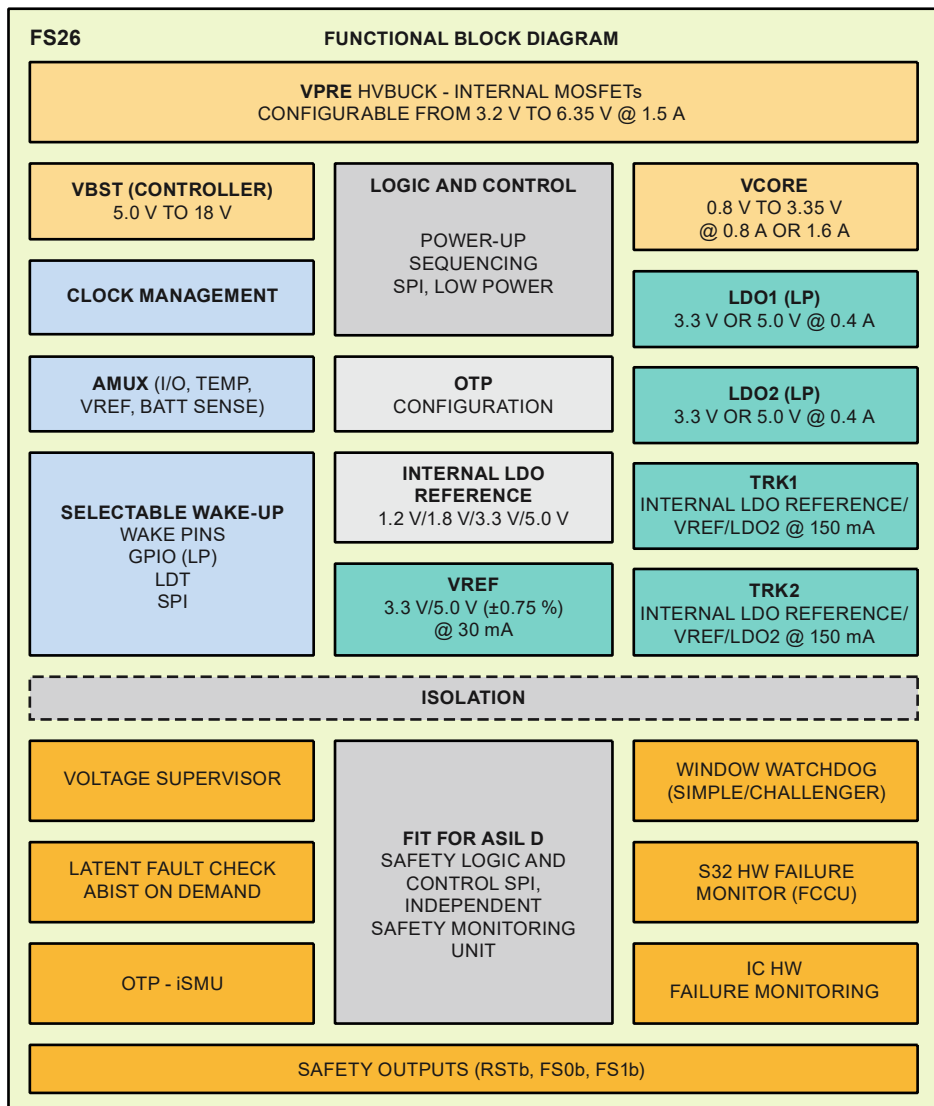 FS26
FUNCTIONAL BLOCK DIAGRAM
VPRE HVBUCK - INTERNAL MOSFETs
CONFIGURABLE FROM 3.2 V TO 6.35 V @ 1.5 A
VBST (CONTROLLER)
5.0 V TO 18 V
LOGIC AND CONTROL
POWER-UP
SEQUENCING
SPI, LOW POWER
VCORE
0.8 V TO 3.35 V
@ 0.8 A OR 1.6 A
CLOCK MANAGEMENT
LDO1 (LP)
3.3 V OR 5.0 V @ 0.4 A
AMUX (I/O, TEMP,
VREF, BATT SENSE)
OTP
CONFIGURATION
LDO2 (LP)
3.3 V OR 5.0 V @ 0.4 A
SELECTABLE WAKE-UP
WAKE PINS
GPIO (LP)
LDT
SPI
INTERNAL LDO
REFERENCE
1.2 V/1.8 V/3.3 V/5.0 V
TRK1
INTERNAL LDO REFERENCE/
VREF/LDO2 @ 150 mA
VREF
3.3 V/5.0 V (±0.75 %)
@ 30 mA
TRK2
INTERNAL LDO REFERENCE/
VREF/LDO2 @ 150 mA
ISOLATION
VOLTAGE SUPERVISOR
LATENT FAULT CHECK
ABIST ON DEMAND
OTP - iSMU
FIT FOR ASIL D
SAFETY LOGIC AND
CONTROL SPI,
INDEPENDENT
SAFETY MONITORING
UNIT
WINDOW WATCHDOG
(SIMPLE/CHALLENGER)
S32 HW FAILURE
MONITOR (FCCU)
IC HW
FAILURE MONITORING
SAFETY OUTPUTS (RSTb, FS0b, FS1b)